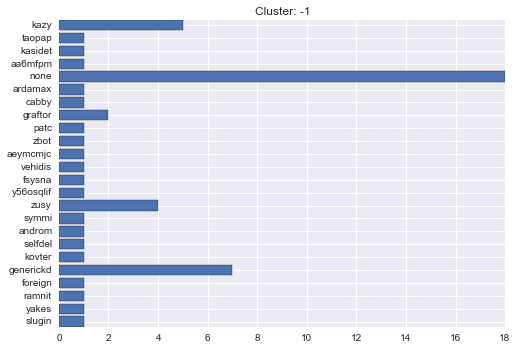 Cluster: -1
kazy
taopap
kasidet
aa6mfpm
none
ardamax
cabby
graftor
patc
zbot
aeymcmjc
vehidis
fsysna
y56osqlif
zusy
symmi
androm
selfdel
kovter
generickd
foreign
ramnit
yakes
slugin
0 2 4 6 8 10 12 14 16 18